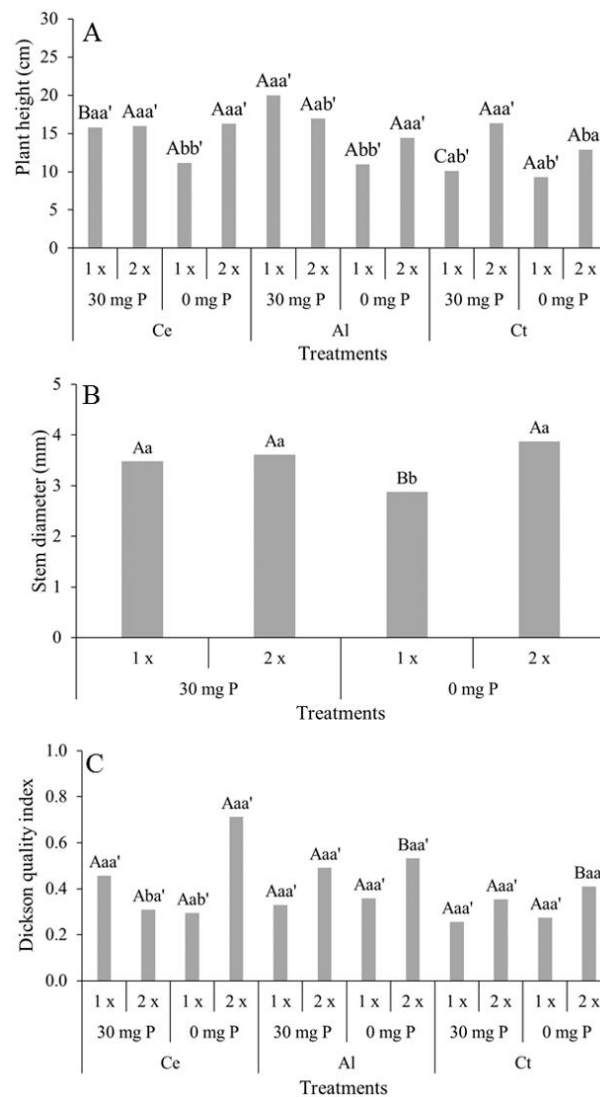 A
Plant height (cm)
30
25
20
15
10
5
0
Baa' Aaa' Abb' Aaa' Aaa' Aab' Abb' Aaa' Cab' Aaa' Aab' Aba
1 x 2 x 1 x 2 x 1 x 2 x 1 x 2 x 1 x 2 x 1 x 2 x
30 mg P 0 mg P 30 mg P 0 mg P 30 mg P 0 mg P
Ce Al Ct
Treatments
B
Stem diameter (mm)
5
4
3
2
1
0
Aa Aa Bb Aa
1 x 2 x 1 x 2 x
30 mg P 0 mg P
Treatments
C
Dickson quality index
1.0
0.8
0.6
0.4
0.2
0.0
Aaa' Aba' Aab' Aaa' Aaa' Aaa' Aaa' Baa' Aaa' Aaa' Aaa' Baa
1 x 2 x 1 x 2 x 1 x 2 x 1 x 2 x 1 x 2 x 1 x 2 x
30 mg P 0 mg P 30 mg P 0 mg P 30 mg P 0 mg P
Ce Al Ct
Treatments